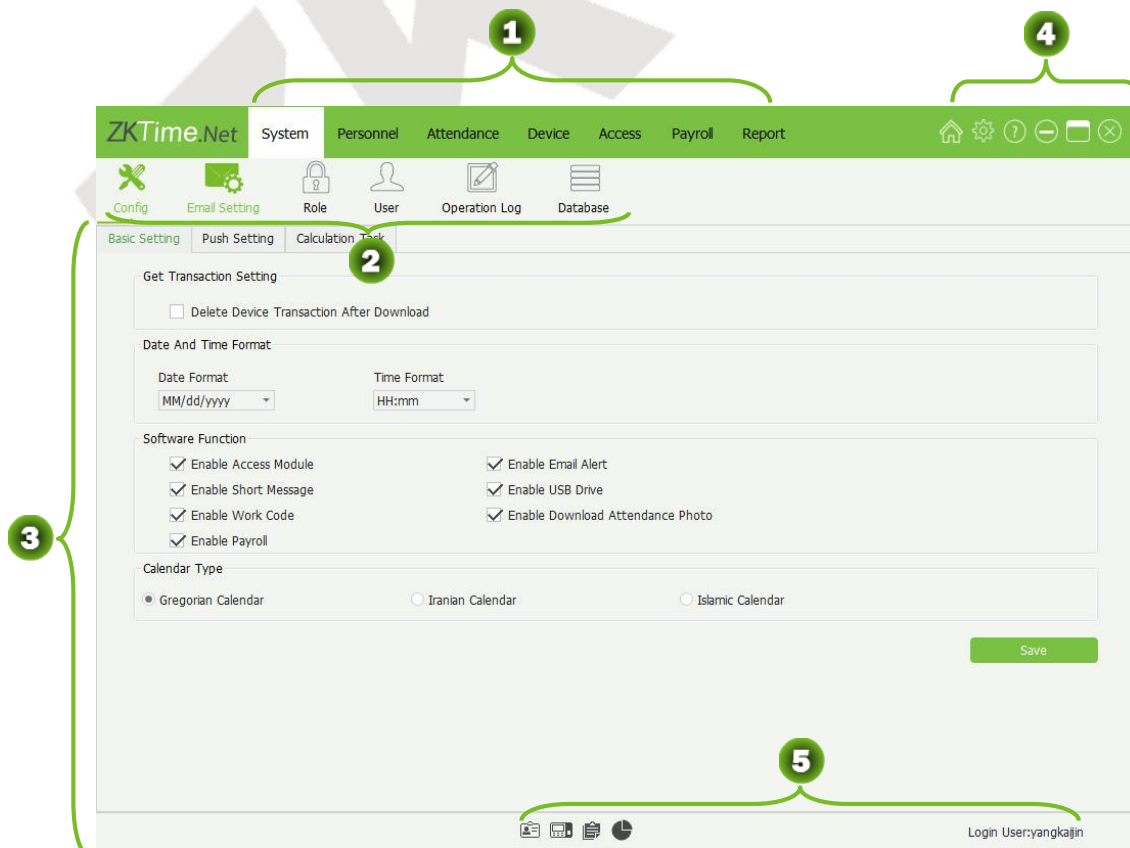 1
4
ZKTime.Net System Personnel Attendance Device Access Payroll Report
Config Email Setting Role User Operation Log Database
Basic Setting Push Setting Calculation Task
2
Get Transaction Setting
Delete Device Transaction After Download
Date And Time Format
Date Format Time Format
MM/dd/yyyy HH:mm
Software Function
Enable Access Module Enable Email Alert
Enable Short Message Enable USB Drive
Enable Work Code Enable Download Attendance Photo
3
Enable Payroll
Calendar Type
Gregorian Calendar Iranian Calendar Islamic Calendar
Save
5
Login User:yangkaijin